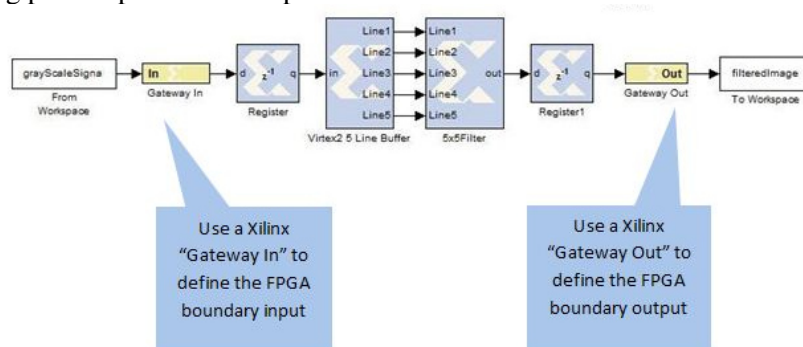 Line1
Line1
Line2
Line2
grayScaleSigna
In
d
z-1
q
in
Line3
Line3
out
d
z-1
q
Out
filteredImage
From
Workspace
Gateway In
Register
Line4
Line4
Register1
Gateway Out
To Workspace
Line5
Line5
Virtex2 5 Line Buffer
5x5Filter
Use a Xilinx
“Gateway In” to
define the FPGA
boundary input
Use a Xilinx
“Gateway Out” to
define the FPGA
boundary output